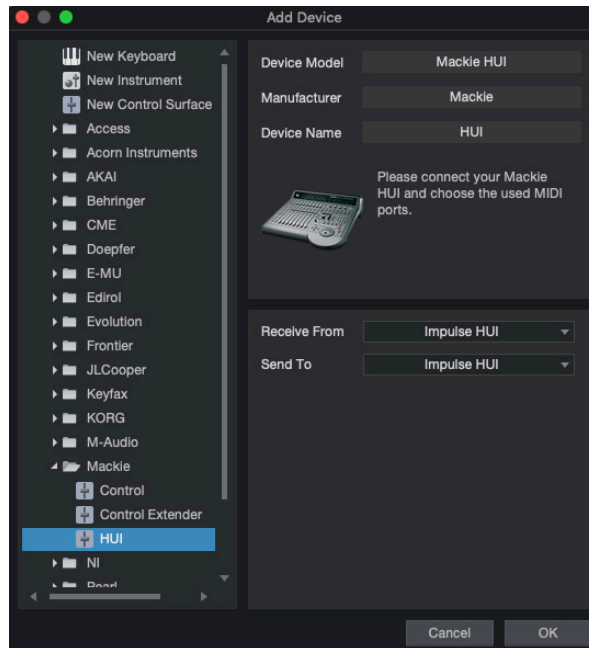 Add Device
New Keyboard
New Instrument
New Control Surface
Access
Acorn Instruments
AKAI
Behringer
CME
Doepfer
E-MU
Edirol
Evolution
Frontier
JLCooper
Keyfax
KORG
M-Audio
Mackie
Control
Control Extender
HUI
NI
Pearl
Device Model Mackie HUI
Manufacturer Mackie
Device Name HUI
Please connect your Mackie
HUI and choose the used MIDI
ports.
Receive From Impulse HUI
Send To Impulse HUI
Cancel OK